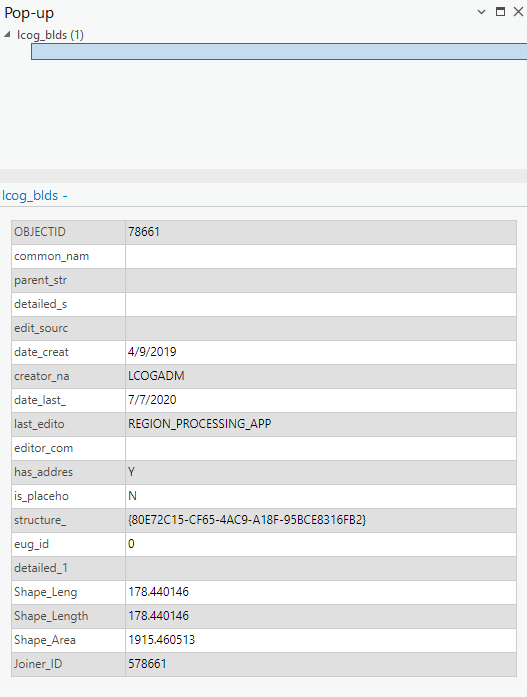 Pop-up
lcog_blds (1)
lcog_blds -
OBJECTID 78661
common_nam
parent_str
detailed_s
edit_sourc
date_creat 4/9/2019
creator_na LCOGADM
date_last_ 7/7/2020
last_edito REGION_PROCESSING_APP
editor_com
has_addres Y
is_placeho N
structure_ {80E72C15-CF65-4AC9-A18F-95BCE8316FB2}
eug_id 0
detailed_1
Shape_Leng 178.440146
Shape_Length 178.440146
Shape_Area 1915.460513
Joiner_ID 578661